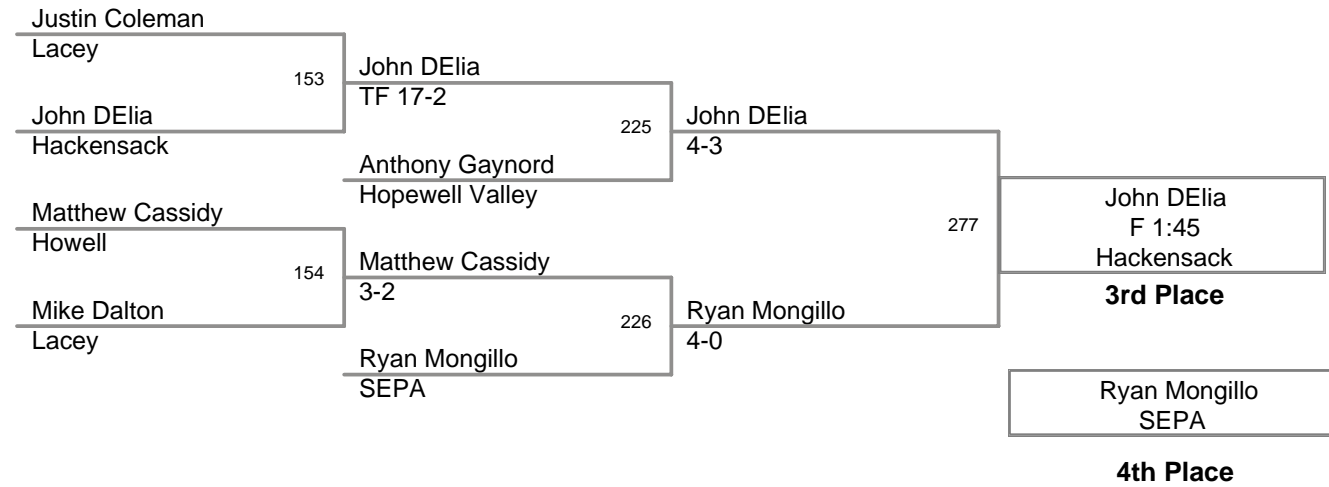 Justin Coleman
Lacey
153
John DElia
TF 17-2
John DElia
Hackensack
225
John DElia
4-3
Anthony Gaynord
Hopewell Valley
Matthew Cassidy
Howell
154
Matthew Cassidy
3-2
Mike Dalton
Lacey
226
Ryan Mongillo
4-0
Ryan Mongillo
SEPA
277
John DElia
F 1:45
Hackensack
3rd Place
Ryan Mongillo
SEPA
4th Place